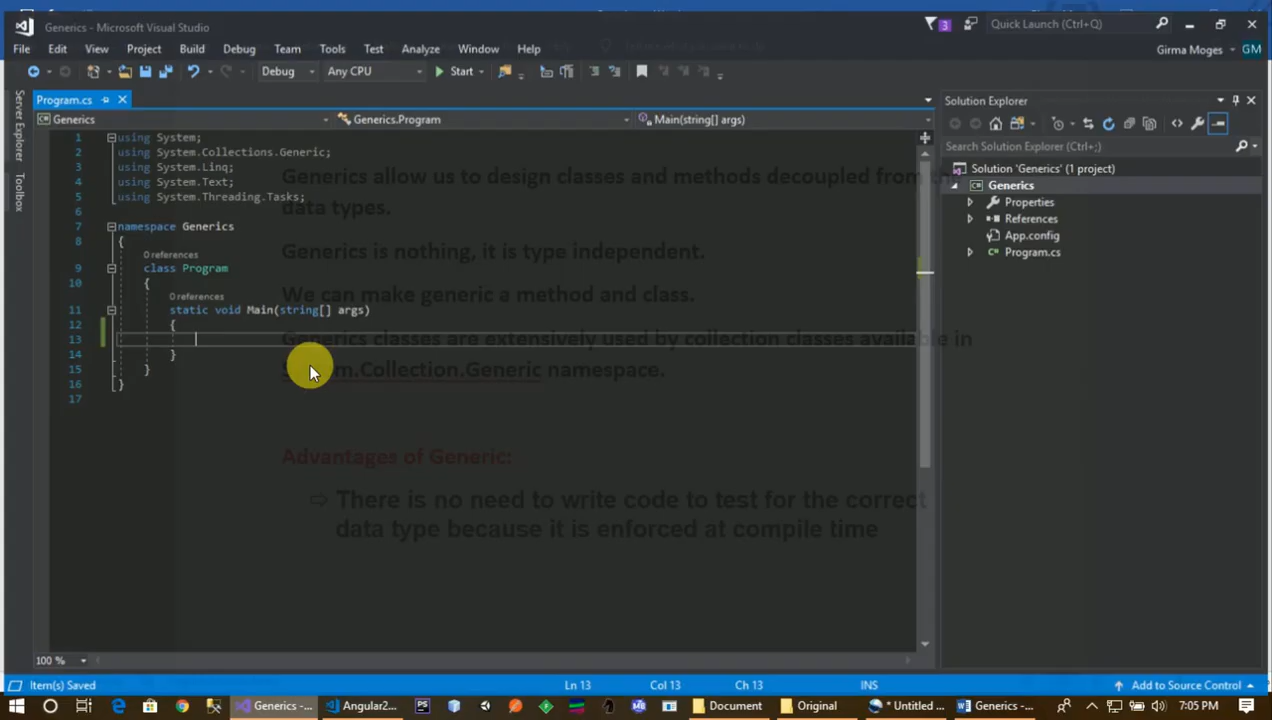 Generics - Microsoft Visual Studio
3
Quick Launch (Ctrl+Q)
File Edit View Project Build Debug Team Tools Test Analyze Window Help
Girma Moges GM
Debug Any CPU Start
Server Explorer
Toolbox
Program.cs
Generics Generics.Program Main(string[] args)
1 using System;
2 using System.Collections.Generic;
3 using System.Linq;
4 using System.Text;
5 using System.Threading.Tasks;
6
7 namespace Generics
8 {
0 references
9 class Program
10 {
0 references
11 static void Main(string[] args)
12 {
13
14 }
15 }
16 }
17
Generics allow us to design classes and methods decoupled from the
data types.
Generics is nothing, it is type independent.
We can make generic a method and class.
Generics classes are extensively used by collection classes available in
.Collection.Generic namespace.
Advantages of Generic:
⇨ There is no need to write code to test for the correct
data type because it is enforced at compile time
Solution Explorer
Search Solution Explorer (Ctrl+;)
Solution 'Generics' (1 project)
Generics
Properties
References
App.config
Program.cs
100 %
Item(s) Saved Ln 13 Col 13 Ch 13 INS Add to Source Control
Generics -... Angular2... PS MB Document Original * Untitled ... Generics -... 7:05 PM